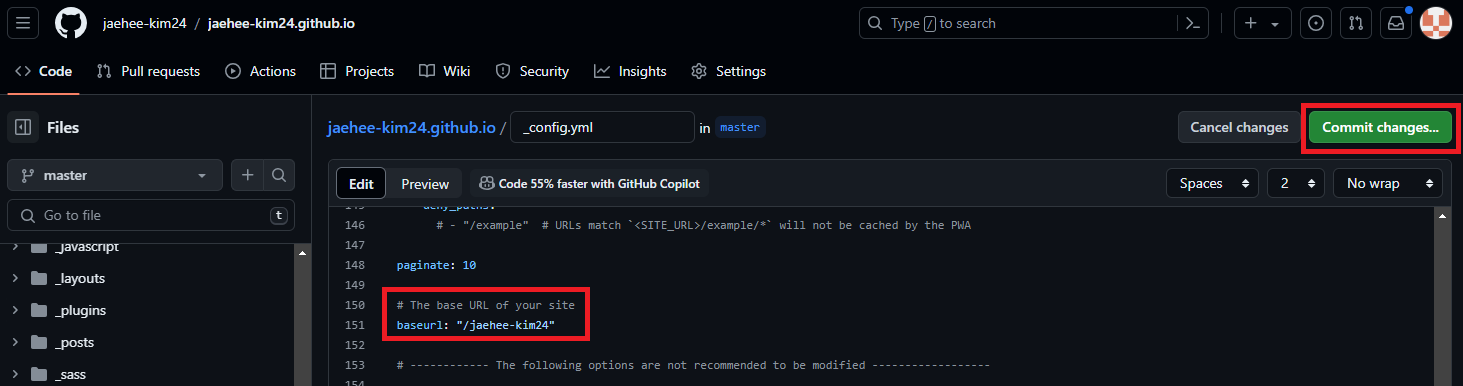 jaehee-kim24 / jaehee-kim24.github.io Type / to search
Code Pull requests Actions Projects Wiki Security Insights Settings
Files jaehee-kim24.github.io / _config.yml in master Cancel changes Commit changes...
master Edit Preview Code 55% faster with GitHub Copilot Spaces 2 No wrap
Go to file t
_javascript
_layouts
_plugins
_posts
_sass
145 deny_paths:
146 # - "/example" # URLs match `<SITE_URL>/example/*` will not be cached by the PWA
147
148 paginate: 10
149
150 # The base URL of your site
151 baseurl: "/jaehee-kim24"
152
153 # ------------ The following options are not recommended to be modified ------------------
154